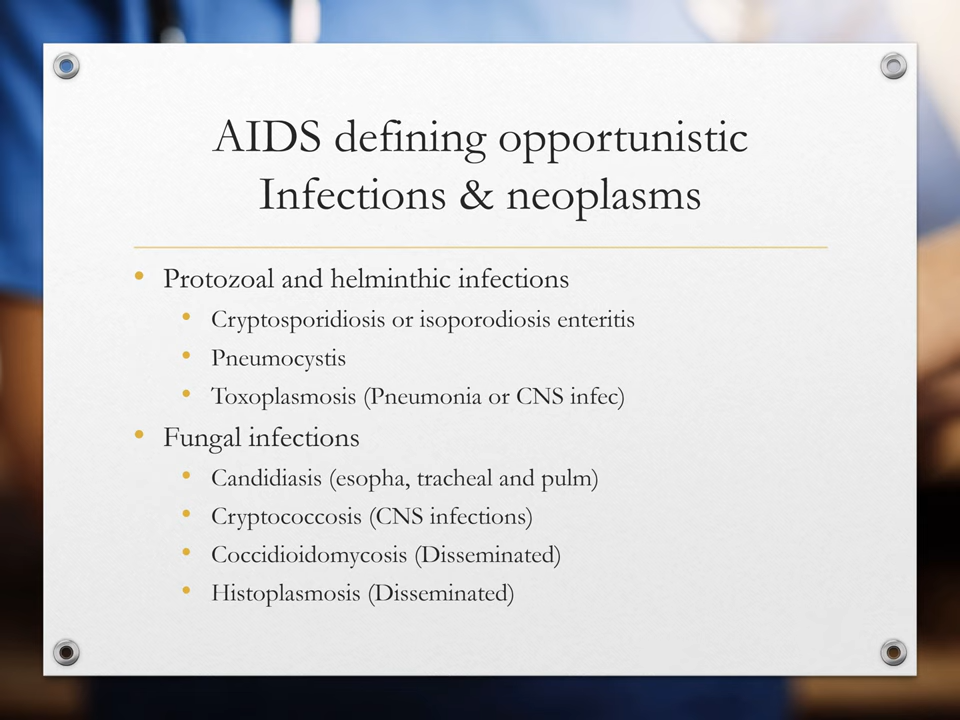 AIDS defining opportunistic
Infections & neoplasms
• Protozoal and helminthic infections
• Cryptosporidiosis or isoporodiosis enteritis
• Pneumocystis
• Toxoplasmosis (Pneumonia or CNS infec)
• Fungal infections
• Candidiasis (esopha, tracheal and pulm)
• Cryptococcosis (CNS infections)
• Coccidioidomycosis (Disseminated)
• Histoplasmosis (Disseminated)